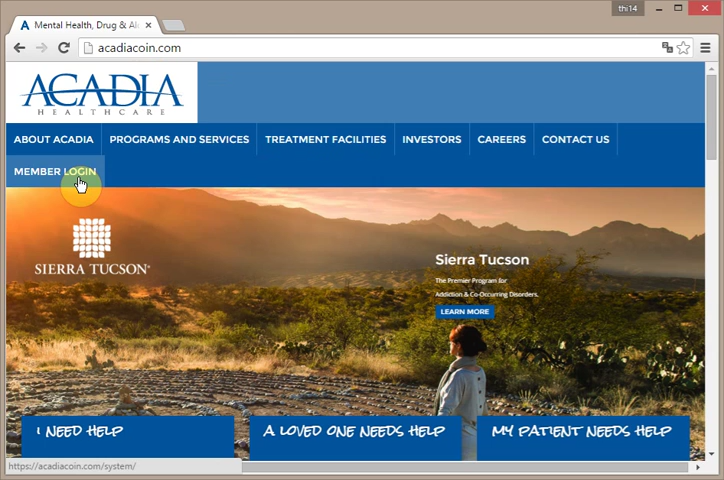 thi14
Mental Health, Drug & Al
acadiacoin.com
ACADIA
HEALTHCARE
ABOUT ACADIA
PROGRAMS AND SERVICES
TREATMENT FACILITIES
INVESTORS
CAREERS
CONTACT US
MEMBER LOGIN
SIERRA TUCSON
Sierra Tucson
The Premier Program for
Addiction & Co-Occurring Disorders.
LEARN MORE
I NEED HELP
A LOVED ONE NEEDS HELP
MY PATIENT NEEDS HELP
https://acadiacoin.com/system/